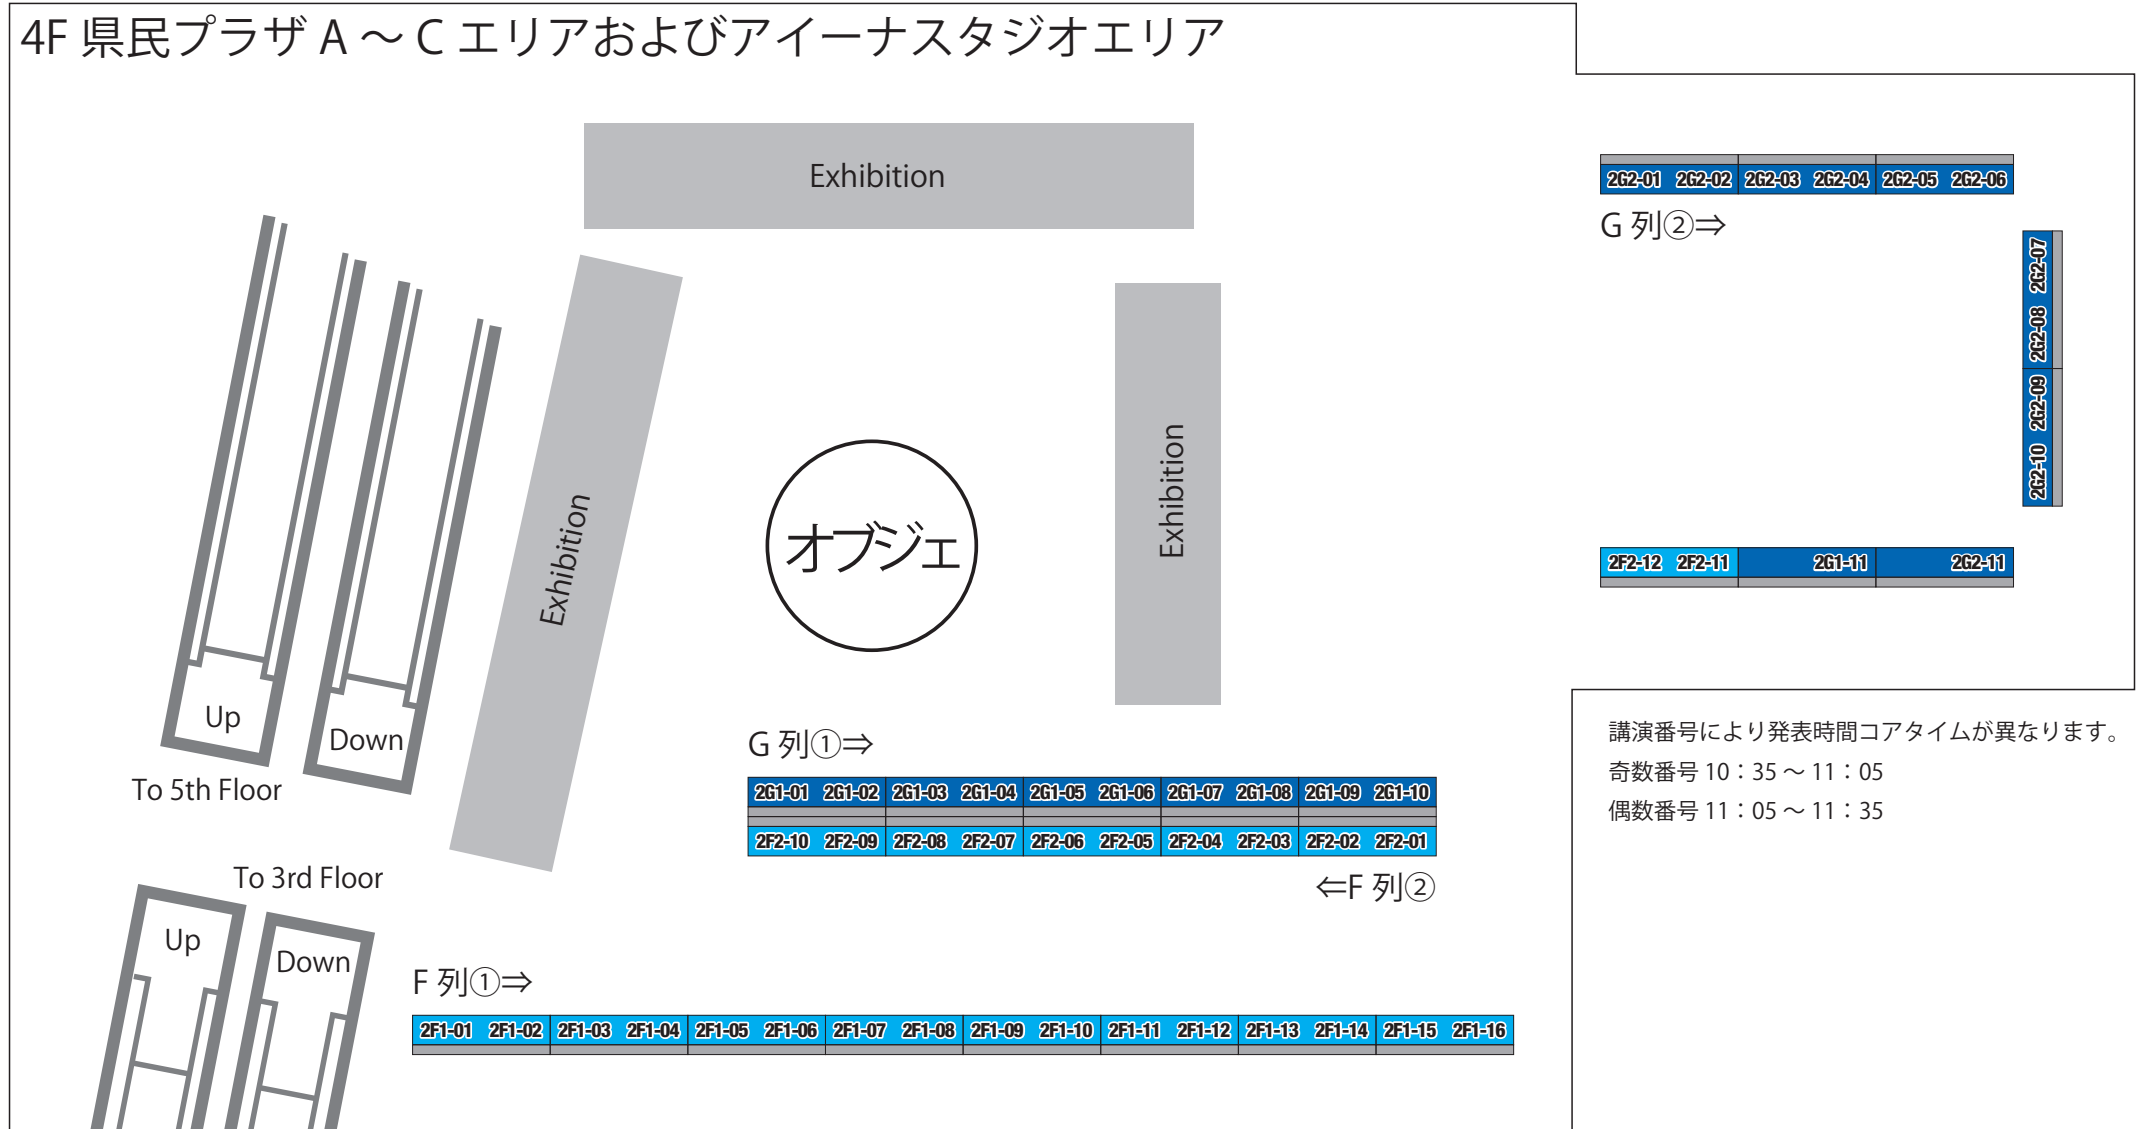 4F 県民プラザ A ～ C エリアおよびアイーナスタジオエリア
Exhibition
2G2-01 2G2-02 2G2-03 2G2-04 2G2-05 2G2-06
G 列②⇒
2G2-07
2G2-08
2G2-09
2G2-10
Exhibition
オブジェ
Exhibition
2F2-12 2F2-11 2G1-11 2G2-11
Up
Down
To 5th Floor
G 列①⇒
2G1-01 2G1-02 2G1-03 2G1-04 2G1-05 2G1-06 2G1-07 2G1-08 2G1-09 2G1-10
2F2-10 2F2-09 2F2-08 2F2-07 2F2-06 2F2-05 2F2-04 2F2-03 2F2-02 2F2-01
⇐F 列②
講演番号により発表時間コアタイムが異なります。
奇数番号 10：35 ～ 11：05
偶数番号 11：05 ～ 11：35
To 3rd Floor
Up
Down
F 列①⇒
2F1-01 2F1-02 2F1-03 2F1-04 2F1-05 2F1-06 2F1-07 2F1-08 2F1-09 2F1-10 2F1-11 2F1-12 2F1-13 2F1-14 2F1-15 2F1-16